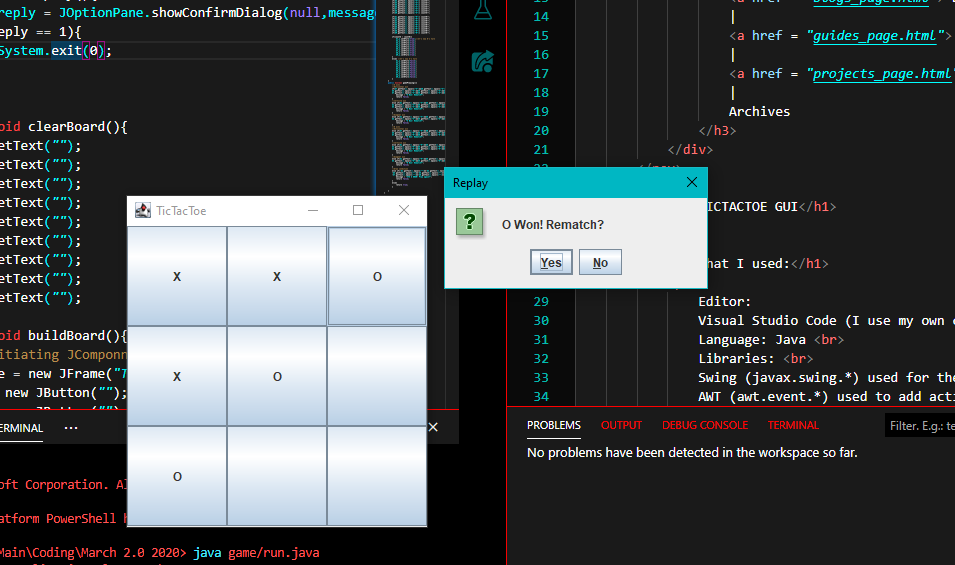 reply = JOptionPane.showConfirmDialog(null,message
eply == 1){
System.exit(0);
oid clearBoard(){
etText("");
etText("");
etText("");
etText("");
etText("");
etText("");
etText("");
etText("");
etText("");
oid buildBoard(){
itiating JComponn
e = new JFrame("T
new JButton("");
JButton("")
ERMINAL ...
oft Corporation. Al
atform PowerShell h
Main\Coding\March 2.0 2020> java game/run.java
TicTacToe
X X O
X O
O
Replay
O Won! Rematch?
Yes No
14 |
15 <a href = "guides_page.html">
16 |
17 <a href = "projects_page.html"
18 |
19 Archives
20 </h3>
21 </div>
ICTACTOE GUI</h1>
hat I used:</h1>
29 Editor:
30 Visual Studio Code (I use my own
31 Language: Java <br>
32 Libraries: <br>
33 Swing (javax.swing.*) used for the
34 AWT (awt.event.*) used to add acti
PROBLEMS OUTPUT DEBUG CONSOLE TERMINAL Filter. E.g.: te
No problems have been detected in the workspace so far.